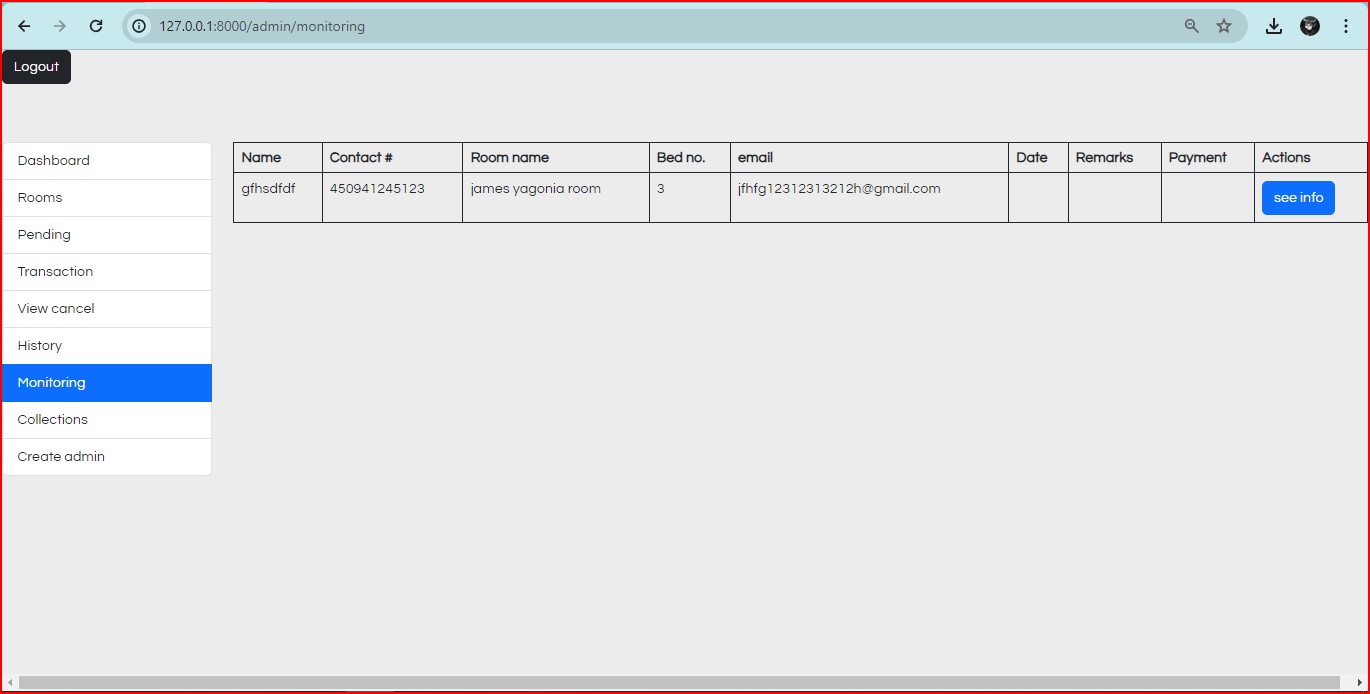 127.0.0.1:8000/admin/monitoring
Logout
Dashboard
Rooms
Pending
Transaction
View cancel
History
Monitoring
Collections
Create admin
Name Contact # Room name Bed no. email Date Remarks Payment Actions
gfhsdfdf 450941245123 james yagonia room 3 jfhfg12312313212h@gmail.com see info